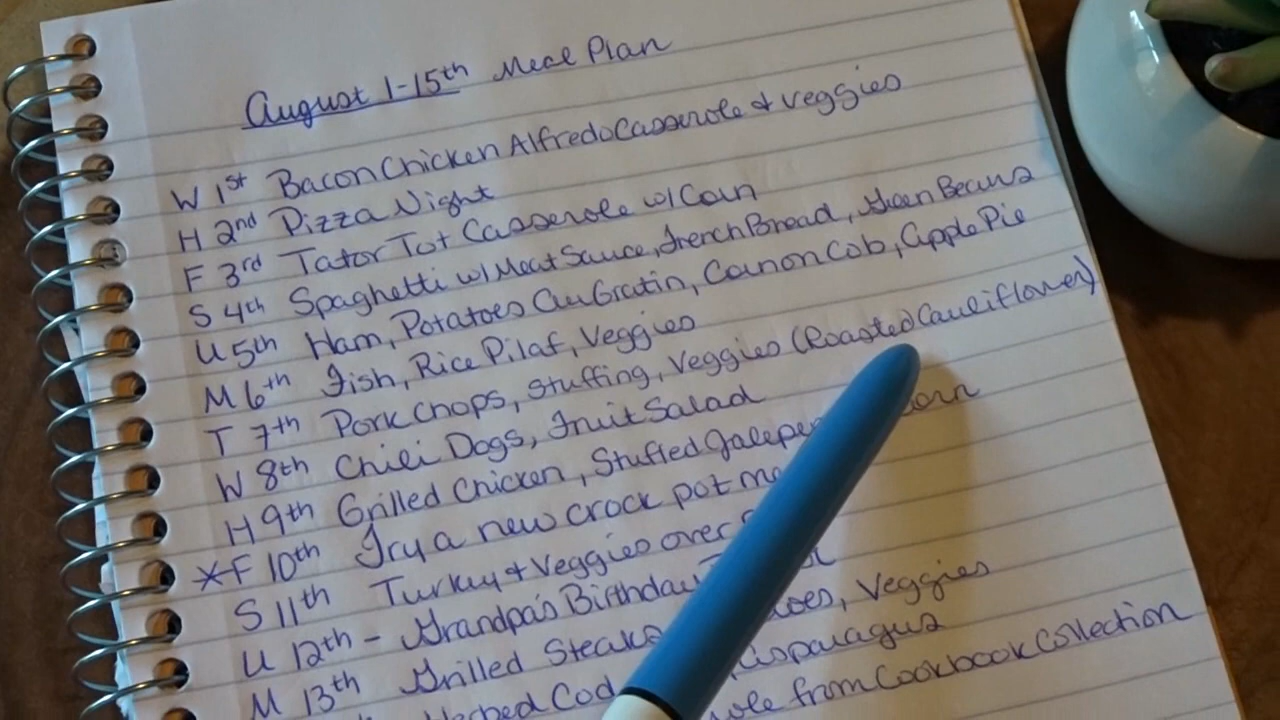 August 1-15th Meal Plan
W 1st Bacon Chicken Alfredo Casserole & Veggies
H 2nd Pizza Night
F 3rd Tator Tot Casserole w/ Corn
S 4th Spaghetti w/ Meat Sauce, French Bread, Green Beans
U 5th Ham, Potatoes Au Gratin, Corn on Cob, Apple Pie
M 6th Fish, Rice Pilaf, Veggies
T 7th Pork Chops, Stuffing, Veggies (Roasted Cauliflower)
W 8th Chili Dogs, Fruit Salad
H 9th Grilled Chicken, Stuffed
*F 10th Try a new crock pot
S 11th Turkey & Veggies over
U 12th - Grandpa's Birthday
M 13th Grilled Steaks Veggies
Cod Asparagus
from Cookbook Collection